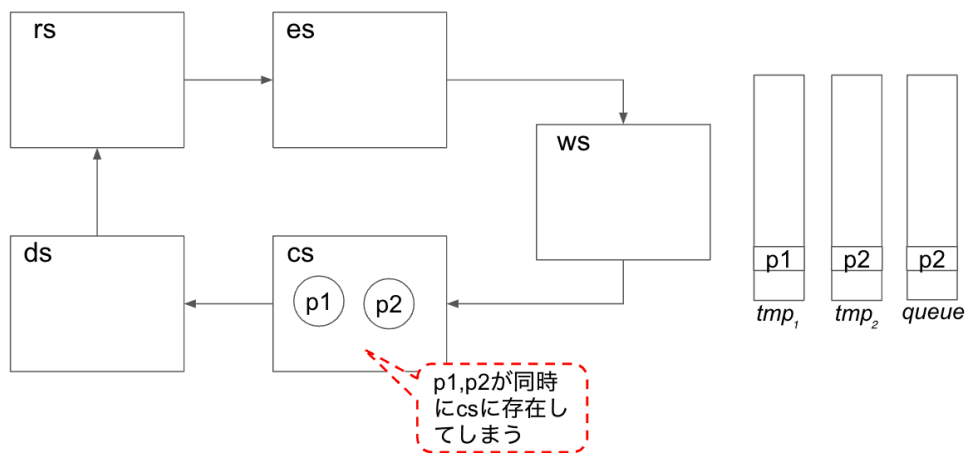 rs
es
ws
ds
cs
p1
p2
p1
p2
p2
tmp₁
tmp₂
queue
p1,p2が同時
にcsに存在し
てしまう